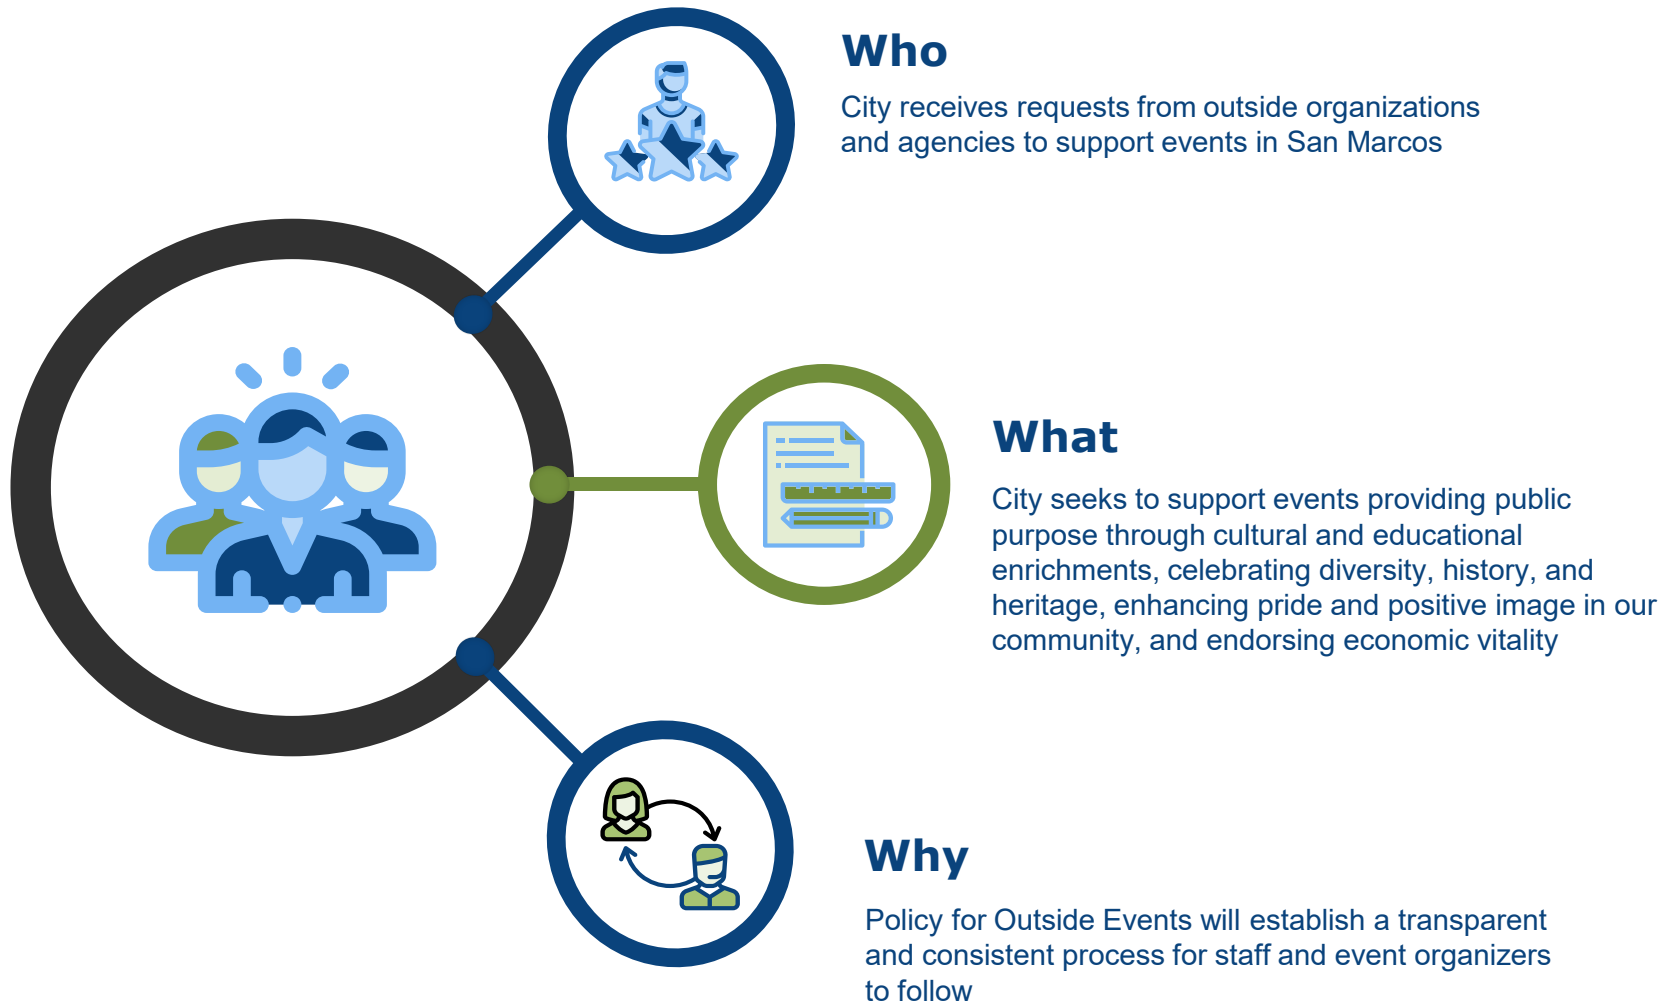 Who
City receives requests from outside organizations
and agencies to support events in San Marcos
What
City seeks to support events providing public
purpose through cultural and educational
enrichments, celebrating diversity, history, and
heritage, enhancing pride and positive image in our
community, and endorsing economic vitality
Why
Policy for Outside Events will establish a transparent
and consistent process for staff and event organizers
to follow